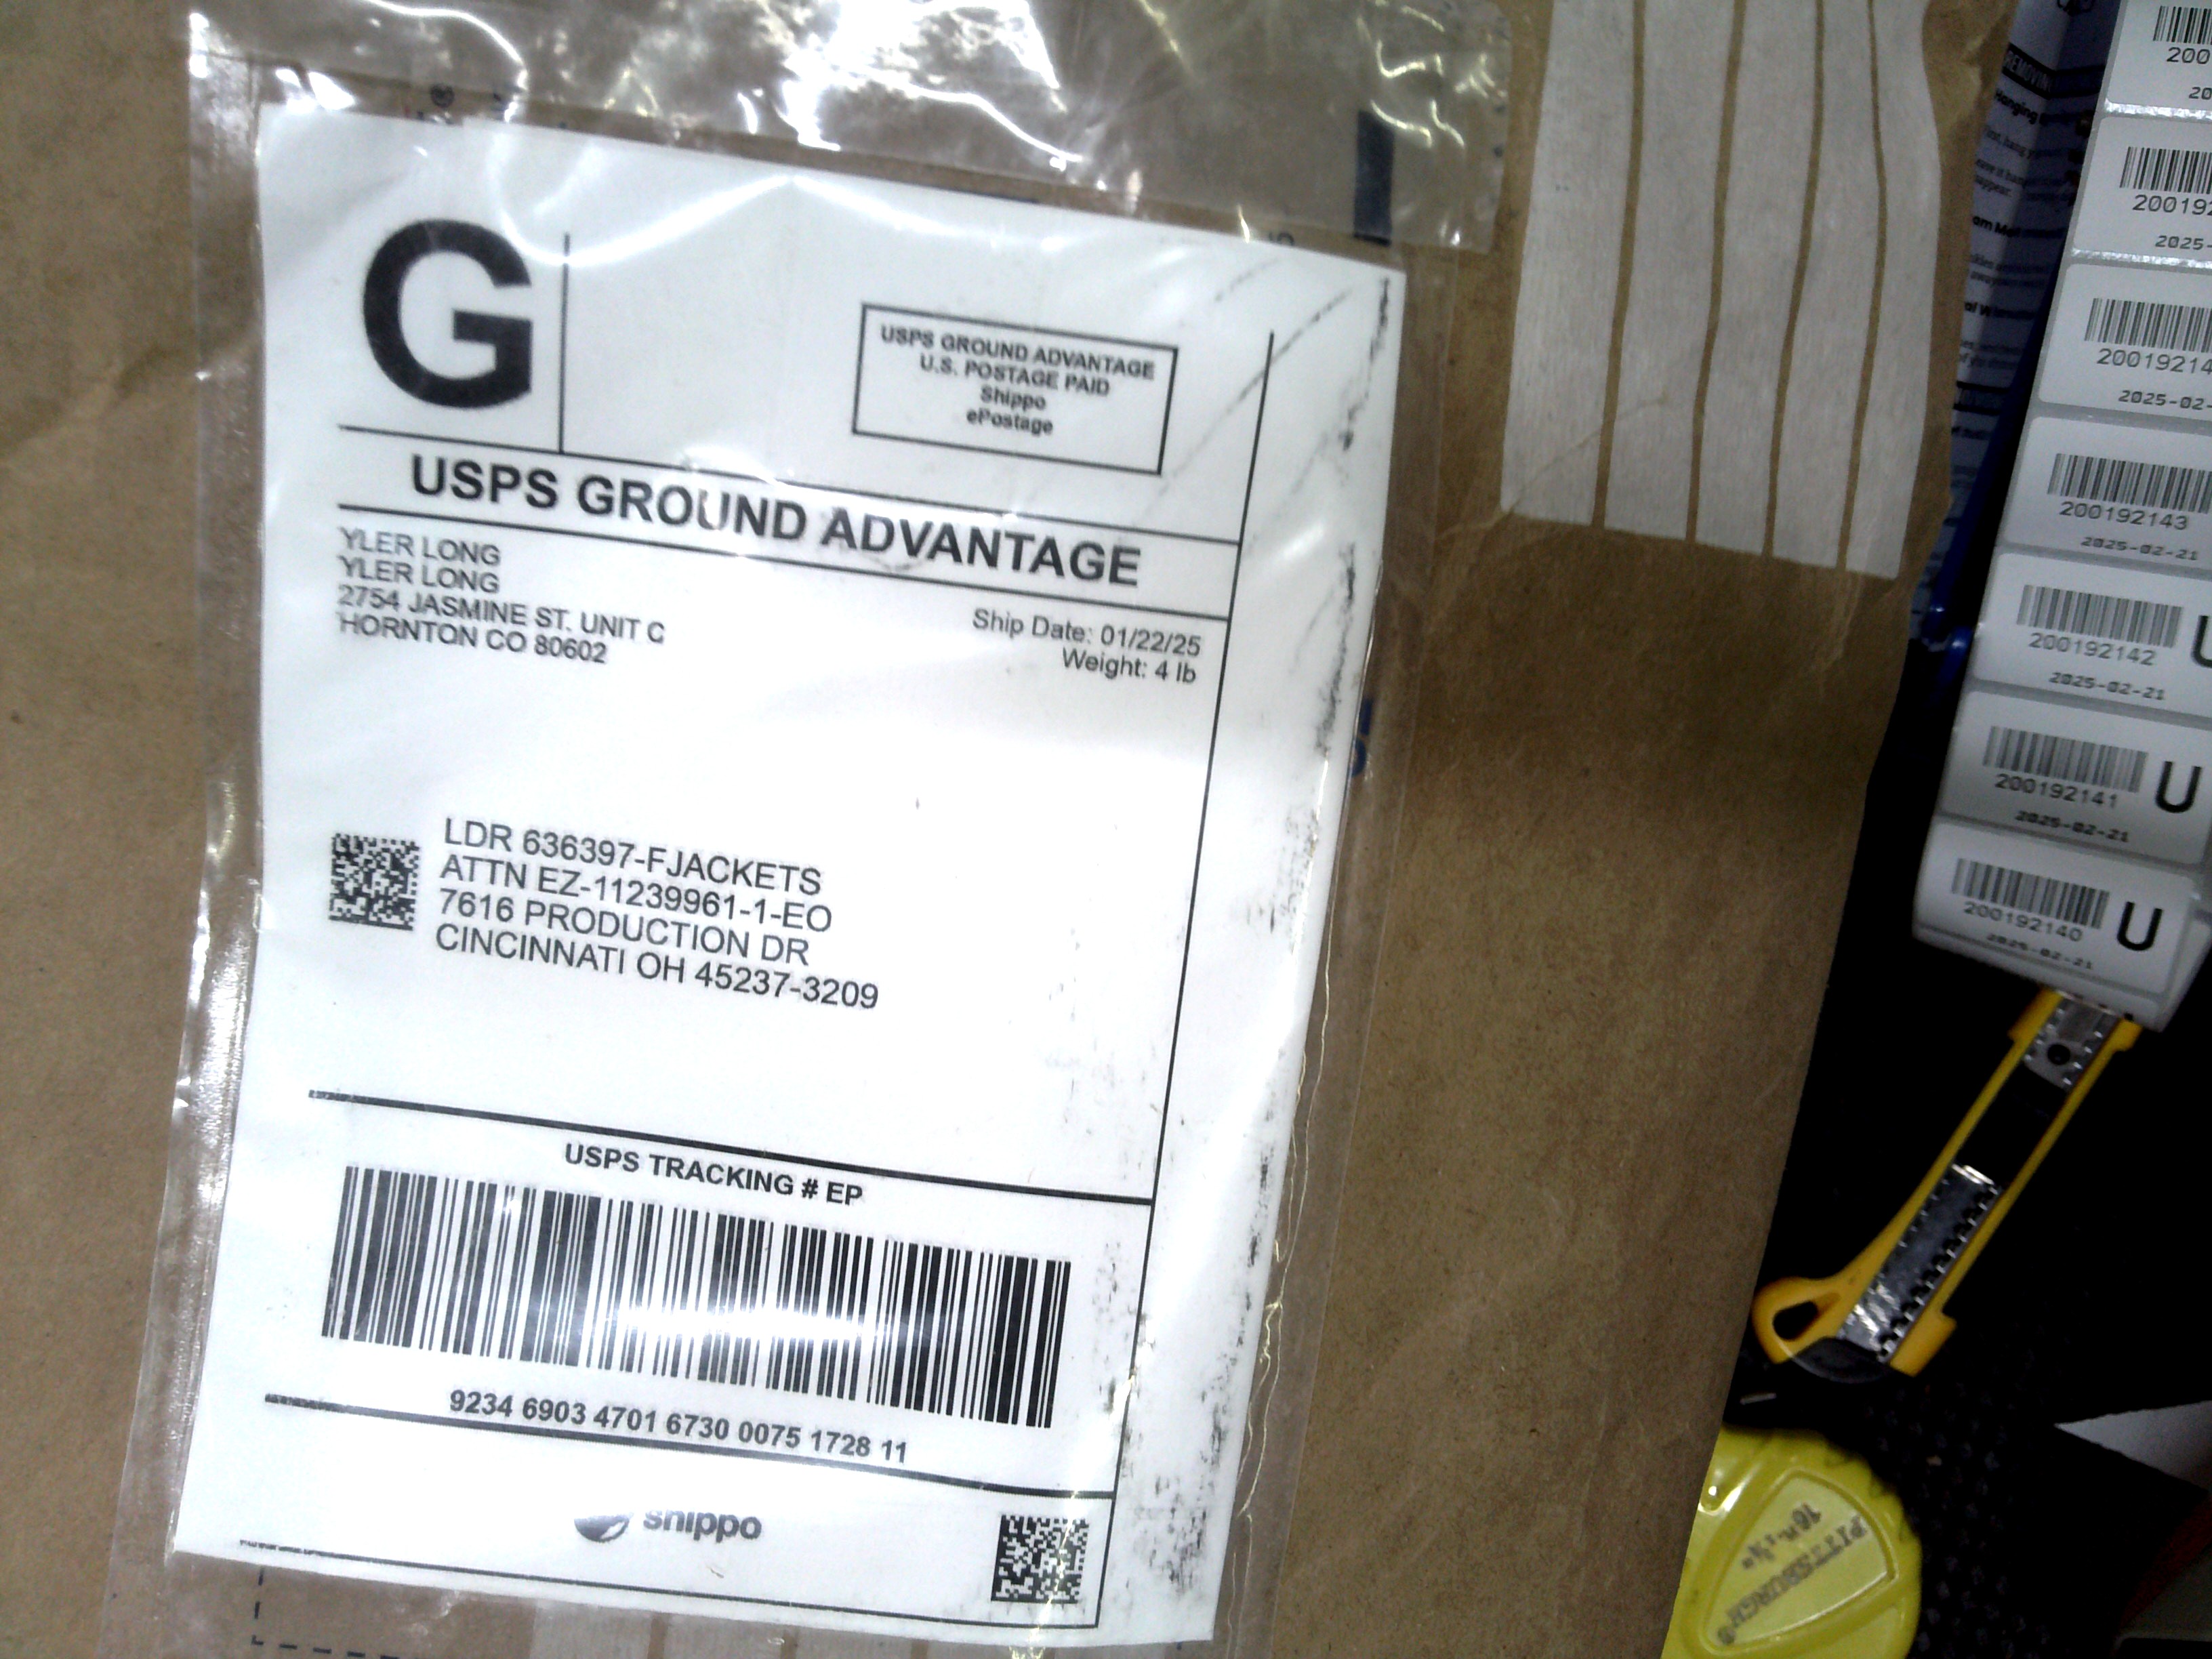 G
USPS GROUND ADVANTAGE
U.S. POSTAGE PAID
Shippo
ePostage
USPS GROUND ADVANTAGE
YLER LONG
YLER LONG
2754 JASMINE ST. UNIT
HORNTON CO 80602
Ship Date: 01/22/25
Weight: 4 lb
LDR 636397-FJACKETS
ATTN EZ-11239961-1-EO
7616 PRODUCTION DR
CINCINNATI OH 45237-3209
USPS TRACKING # EP
9234 6903 4701 6730 0075 1728 11
shippo
200192143
2025-02-21
200192142
2025-02-21
U
200192141
2025-02-21
U
200192140
2025-02-21
U
PITTSBURGH